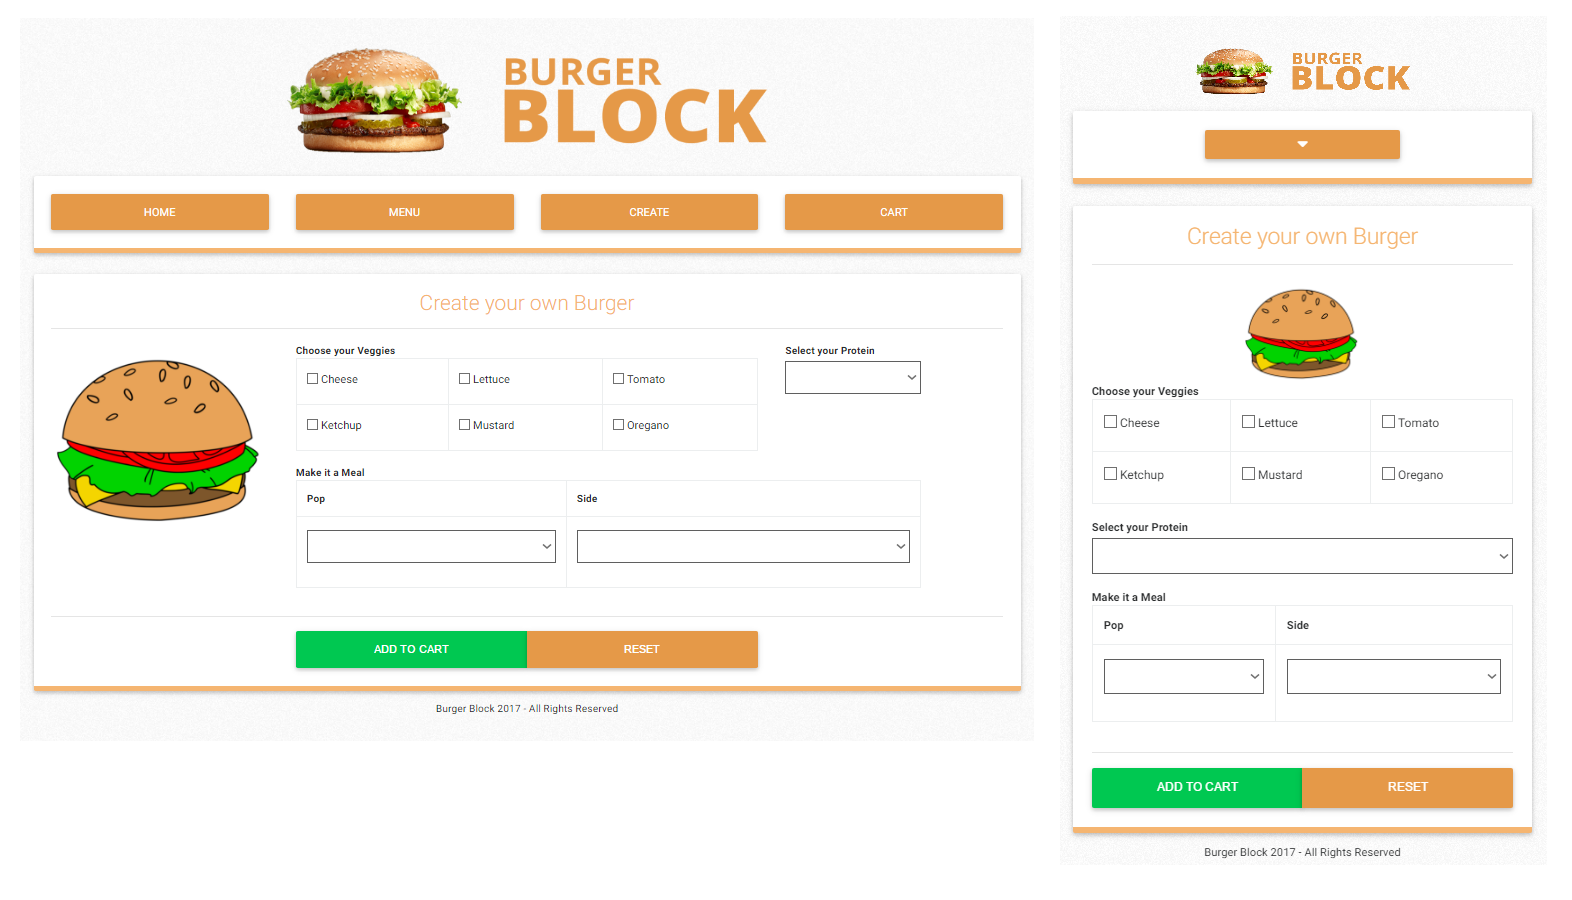 BURGER
BLOCK
HOME
MENU
CREATE
CART
Create your own Burger
Choose your Veggies
Select your Protein
Cheese
Lettuce
Tomato
Ketchup
Mustard
Oregano
Make it a Meal
Pop
Side
ADD TO CART
RESET
Burger Block 2017 - All Rights Reserved
BURGER
BLOCK
Create your own Burger
Choose your Veggies
Cheese
Lettuce
Tomato
Ketchup
Mustard
Oregano
Select your Protein
Make it a Meal
Pop
Side
ADD TO CART
RESET
Burger Block 2017 - All Rights Reserved